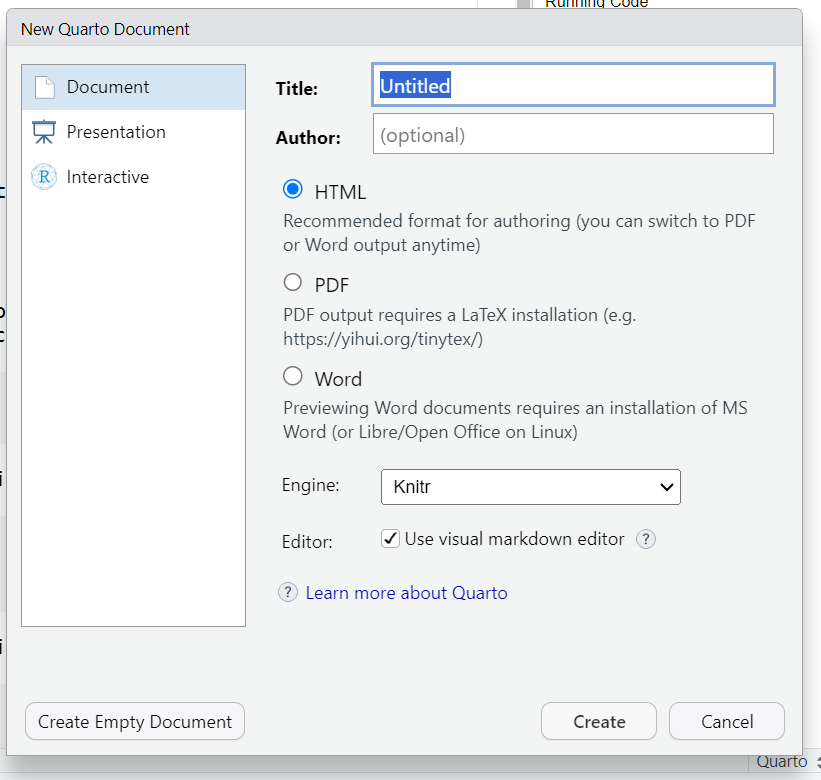 Running Code
New Quarto Document
Document
Presentation
Interactive
Title:
Untitled
Author:
(optional)
HTML
Recommended format for authoring (you can switch to PDF
or Word output anytime)
PDF
PDF output requires a LaTeX installation (e.g.
https://yihui.org/tinytex/)
Word
Previewing Word documents requires an installation of MS
Word (or Libre/Open Office on Linux)
Engine:
Knitr
Editor:
Use visual markdown editor ?
? Learn more about Quarto
Create Empty Document
Create
Cancel
Quarto